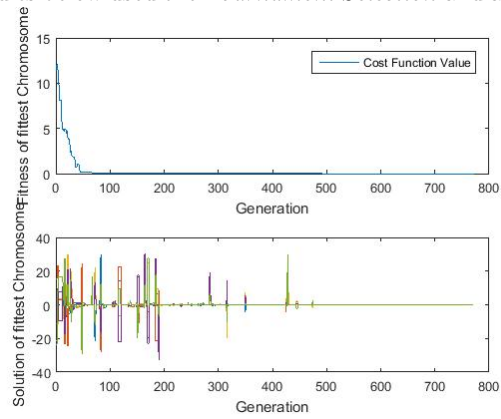 Fitness of fittest Chromosome
15
10
5
0
Cost Function Value
0 100 200 300 400 500 600 700 800
Generation
Solution of fittest Chromosome
40
20
0
-20
-40
0 100 200 300 400 500 600 700 800
Generation